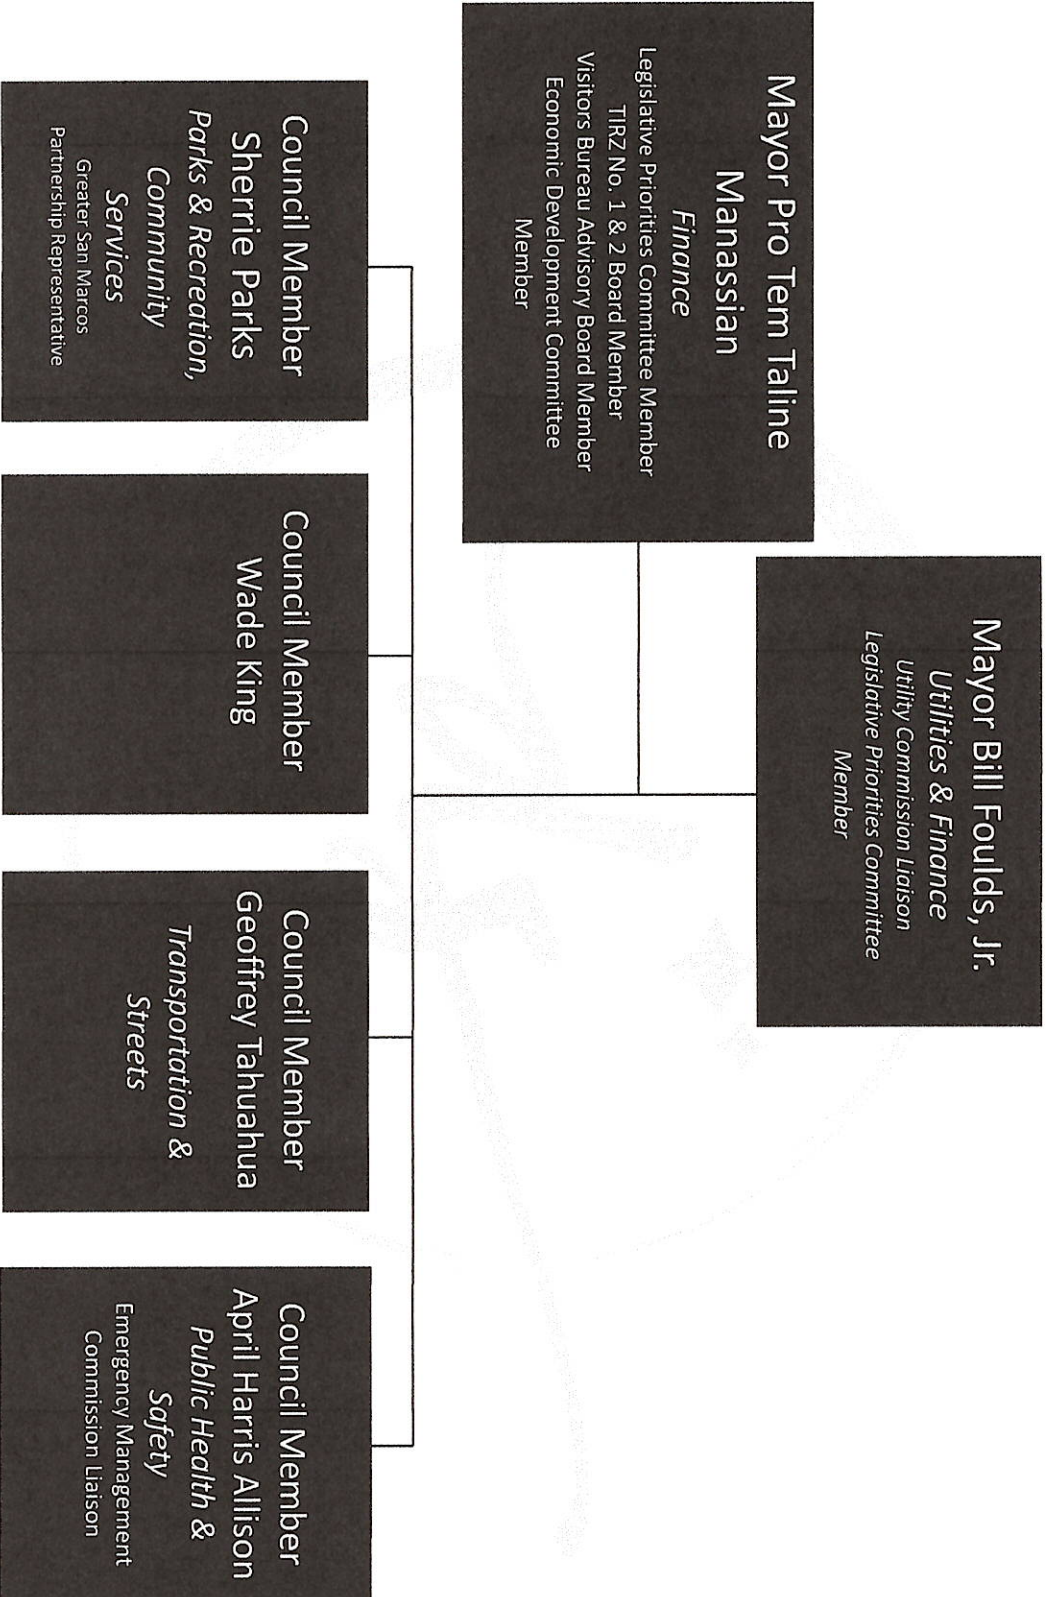 Mayor Bill Foulds, Jr.
Utilities & Finance
Utility Commission Liaison
Legislative Priorities Committee
Member
Mayor Pro Tem Taline
Manassian
Finance
Legislative Priorities Committee Member
TIRZ No. 1 & 2 Board Member
Visitors Bureau Advisory Board Member
Economic Development Committee
Member
Council Member
Sherrie Parks
Parks & Recreation,
Community
Services
Greater San Marcos
Partnership Representative
Council Member
Wade King
Council Member
Geoffrey Tahuahua
Transportation &
Streets
Council Member
April Harris Allison
Public Health &
Safety
Emergency Management
Commission Liaison